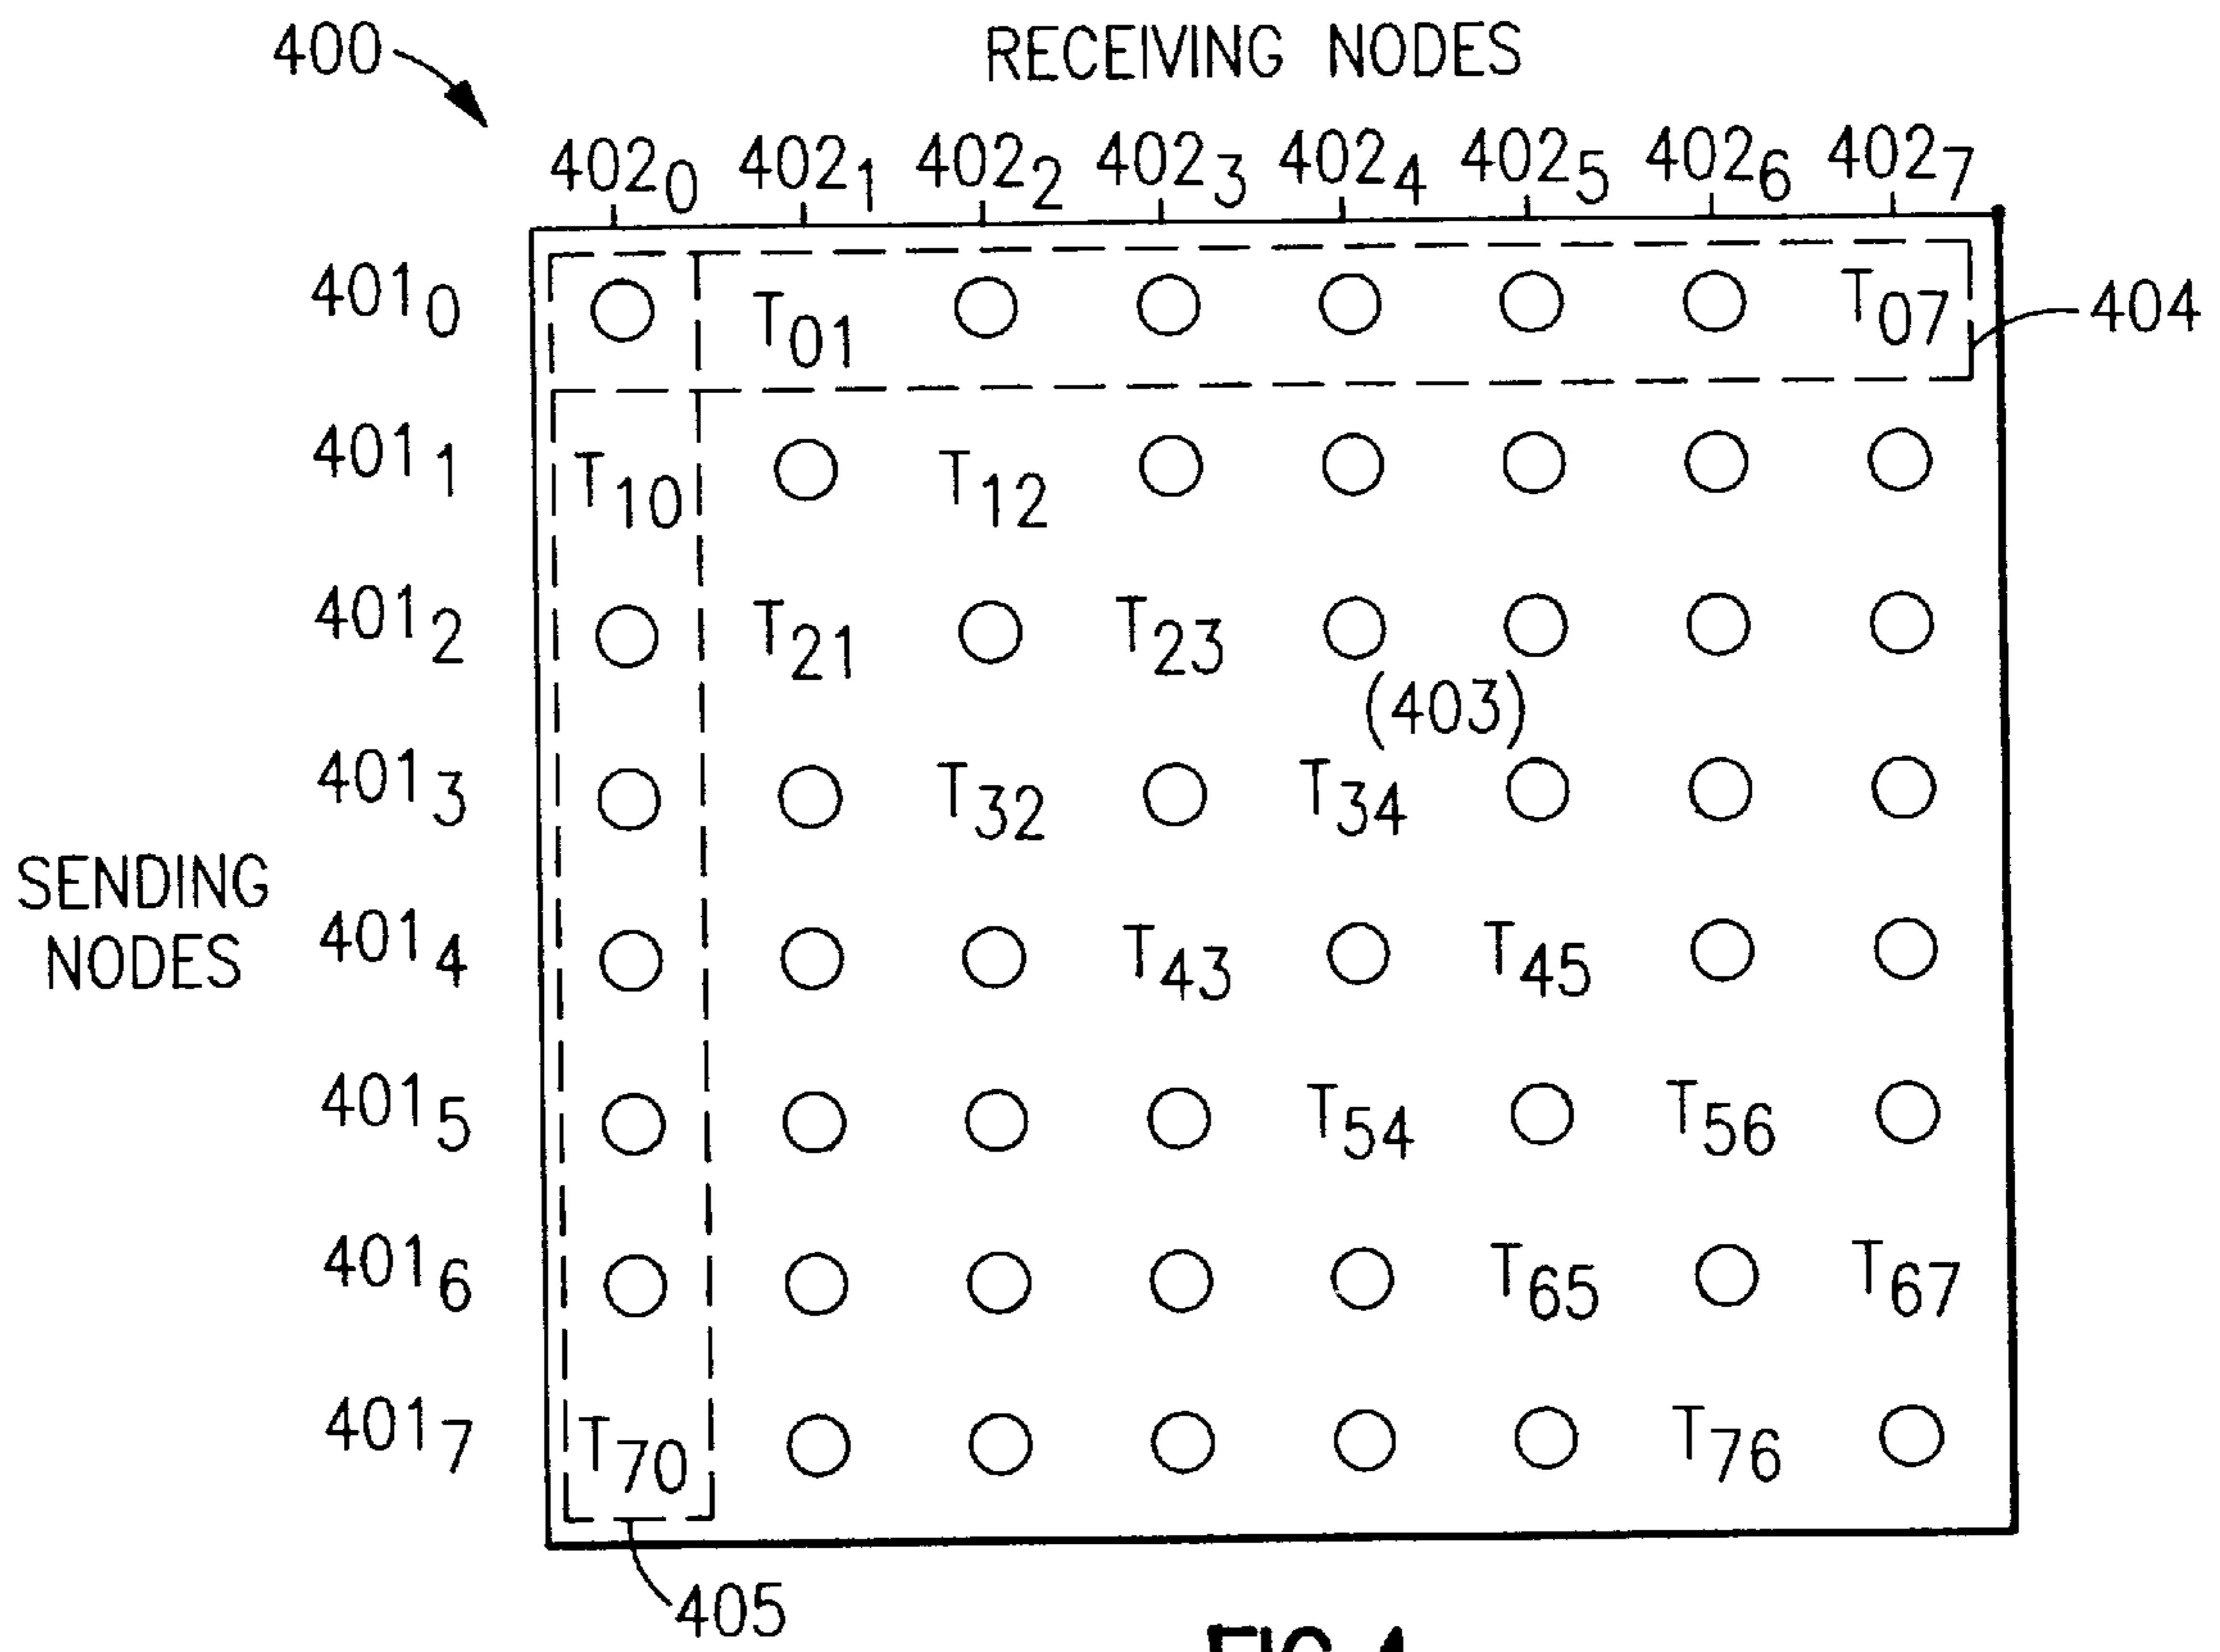 400
RECEIVING NODES
402₀ 402₁ 402₂ 402₃ 402₄ 402₅ 402₆ 402₇
401₀ O T₀₁ O O O O O T₀₇ 404
401₁ T₁₀ O T₁₂ O O O O O
401₂ O T₂₁ O T₂₃ O O O O
(403)
401₃ O O T₃₂ O T₃₄ O O O
SENDING
NODES
401₄ O O O T₄₃ O T₄₅ O O
401₅ O O O O T₅₄ O T₅₆ O
401₆ O O O O O T₆₅ O T₆₇
401₇ T₇₀ O O O O O T₇₆ O
405
FIG.4